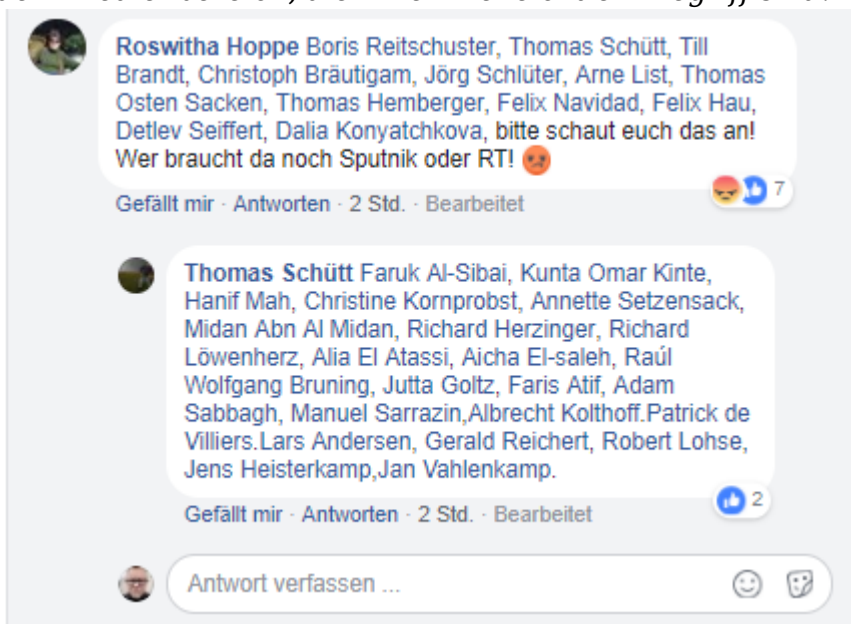 Roswitha Hoppe Boris Reitschuster, Thomas Schütt, Till
Brandt, Christoph Bräutigam, Jörg Schlüter, Arne List, Thomas
Osten Sacken, Thomas Hemberger, Felix Navidad, Felix Hau,
Detlev Seiffert, Dalia Konyatchkova, bitte schaut euch das an!
Wer braucht da noch Sputnik oder RT! 😡
7
Gefällt mir · Antworten · 2 Std. · Bearbeitet
Thomas Schütt Faruk Al-Sibai, Kunta Omar Kinte,
Hanif Mah, Christine Kornprobst, Annette Setzensack,
Midan Abn Al Midan, Richard Herzinger, Richard
Löwenherz, Alia El Atassi, Aicha El-saleh, Raúl
Wolfgang Bruning, Jutta Goltz, Faris Atif, Adam
Sabbagh, Manuel Sarrazin,Albrecht Kolthoff.Patrick de
Villiers.Lars Andersen, Gerald Reichert, Robert Lohse,
Jens Heisterkamp,Jan Vahlenkamp.
2
Gefällt mir · Antworten · 2 Std. · Bearbeitet
Antwort verfassen ...